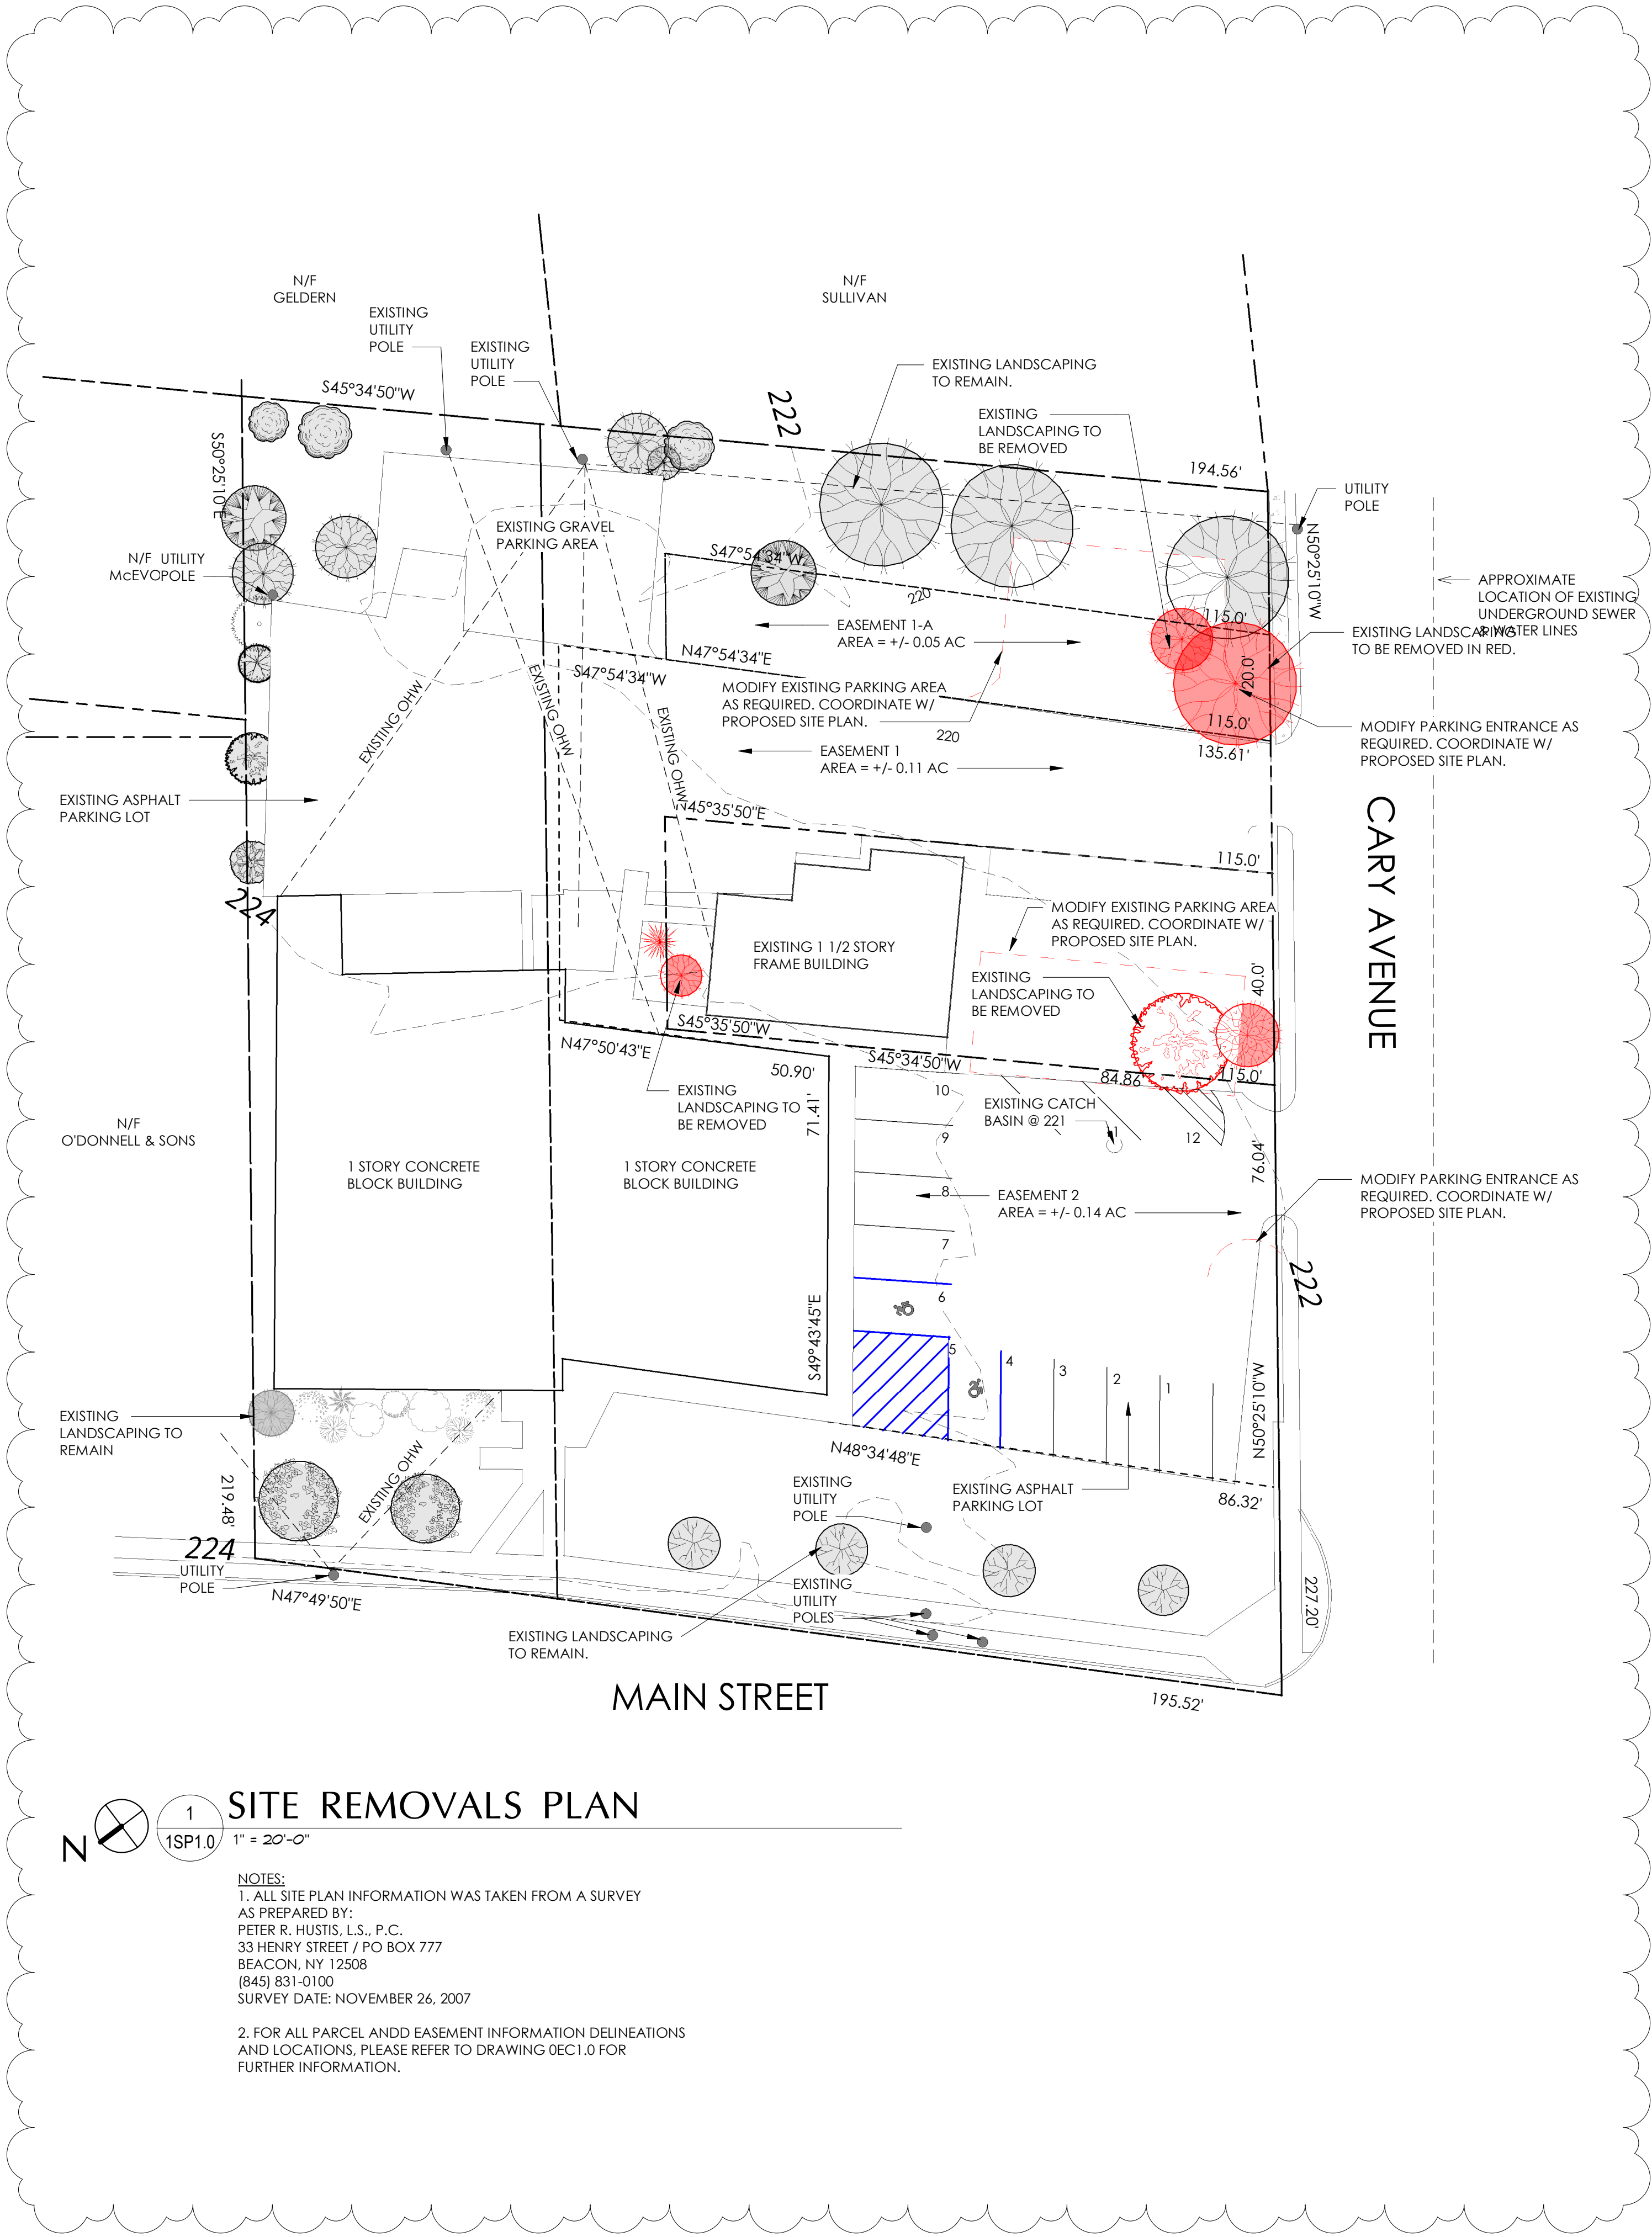 N/F
GELDERN
N/F
SULLIVAN
EXISTING
UTILITY
POLE
EXISTING
UTILITY
POLE
EXISTING LANDSCAPING
TO REMAIN.
S45°34'50"W
222
EXISTING
LANDSCAPING TO
BE REMOVED
194.56'
S50°25'10"E
UTILITY
POLE
EXISTING GRAVEL
PARKING AREA
N50°25'10"W
S47°54'34"W
N/F UTILITY
McEVOPOLE
220
APPROXIMATE
LOCATION OF EXISTING
UNDERGROUND SEWER
& WATER LINES
115.0'
EASEMENT 1-A
AREA = +/- 0.05 AC
EXISTING LANDSCAPING
TO BE REMOVED IN RED.
N47°54'34"E
S47°54'34"W
20.0'
MODIFY EXISTING PARKING AREA
AS REQUIRED. COORDINATE W/
PROPOSED SITE PLAN.
EXISTING OHW
EXISTING OHW
EXISTING OHW
115.0'
220
135.61'
MODIFY PARKING ENTRANCE AS
REQUIRED. COORDINATE W/
PROPOSED SITE PLAN.
EASEMENT 1
AREA = +/- 0.11 AC
EXISTING ASPHALT
PARKING LOT
N45°35'50"E
115.0'
CARY AVENUE
224
MODIFY EXISTING PARKING AREA
AS REQUIRED. COORDINATE W/
PROPOSED SITE PLAN.
EXISTING 1 1/2 STORY
FRAME BUILDING
EXISTING
LANDSCAPING TO
BE REMOVED
40.0'
S45°35'50"W
N47°50'43"E
S45°34'50"W
50.90'
84.86'
115.0'
EXISTING
LANDSCAPING TO
BE REMOVED
71.41'
10
EXISTING CATCH
BASIN @ 221
9
11
12
N/F
O'DONNELL & SONS
76.04'
1 STORY CONCRETE
BLOCK BUILDING
1 STORY CONCRETE
BLOCK BUILDING
8
EASEMENT 2
AREA = +/- 0.14 AC
MODIFY PARKING ENTRANCE AS
REQUIRED. COORDINATE W/
PROPOSED SITE PLAN.
7
222
6
S49°43'45"E
5
4
3
2
1
N50°25'10"W
EXISTING
LANDSCAPING TO
REMAIN
N48°34'48"E
EXISTING OHW
219.48'
EXISTING
UTILITY
POLE
EXISTING ASPHALT
PARKING LOT
86.32'
224
UTILITY
POLE
N47°49'50"E
EXISTING
UTILITY
POLES
227.20'
EXISTING LANDSCAPING
TO REMAIN.
MAIN STREET
195.52'
N
1
1SP1.0
SITE REMOVALS PLAN
1" = 20'-0"
NOTES:
1. ALL SITE PLAN INFORMATION WAS TAKEN FROM A SURVEY
AS PREPARED BY:
PETER R. HUSTIS, L.S., P.C.
33 HENRY STREET / PO BOX 777
BEACON, NY 12508
(845) 831-0100
SURVEY DATE: NOVEMBER 26, 2007
2. FOR ALL PARCEL ANDD EASEMENT INFORMATION DELINEATIONS
AND LOCATIONS, PLEASE REFER TO DRAWING 0EC1.0 FOR
FURTHER INFORMATION.